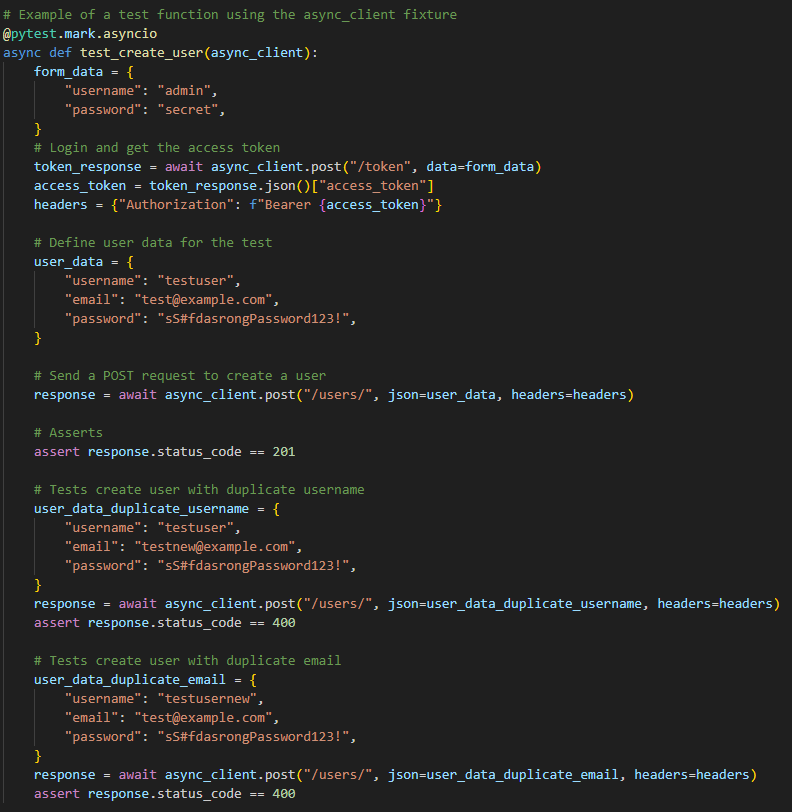 # Example of a test function using the async_client fixture
@pytest.mark.asyncio
async def test_create_user(async_client):
    form_data = {
        "username": "admin",
        "password": "secret",
    }
    # Login and get the access token
    token_response = await async_client.post("/token", data=form_data)
    access_token = token_response.json()["access_token"]
    headers = {"Authorization": f"Bearer {access_token}"}

    # Define user data for the test
    user_data = {
        "username": "testuser",
        "email": "test@example.com",
        "password": "sS#fdasrongPassword123!",
    }

    # Send a POST request to create a user
    response = await async_client.post("/users/", json=user_data, headers=headers)

    # Asserts
    assert response.status_code == 201

    # Tests create user with duplicate username
    user_data_duplicate_username = {
        "username": "testuser",
        "email": "testnew@example.com",
        "password": "sS#fdasrongPassword123!",
    }
    response = await async_client.post("/users/", json=user_data_duplicate_username, headers=headers)
    assert response.status_code == 400

    # Tests create user with duplicate email
    user_data_duplicate_email = {
        "username": "testusernew",
        "email": "test@example.com",
        "password": "sS#fdasrongPassword123!",
    }
    response = await async_client.post("/users/", json=user_data_duplicate_email, headers=headers)
    assert response.status_code == 400